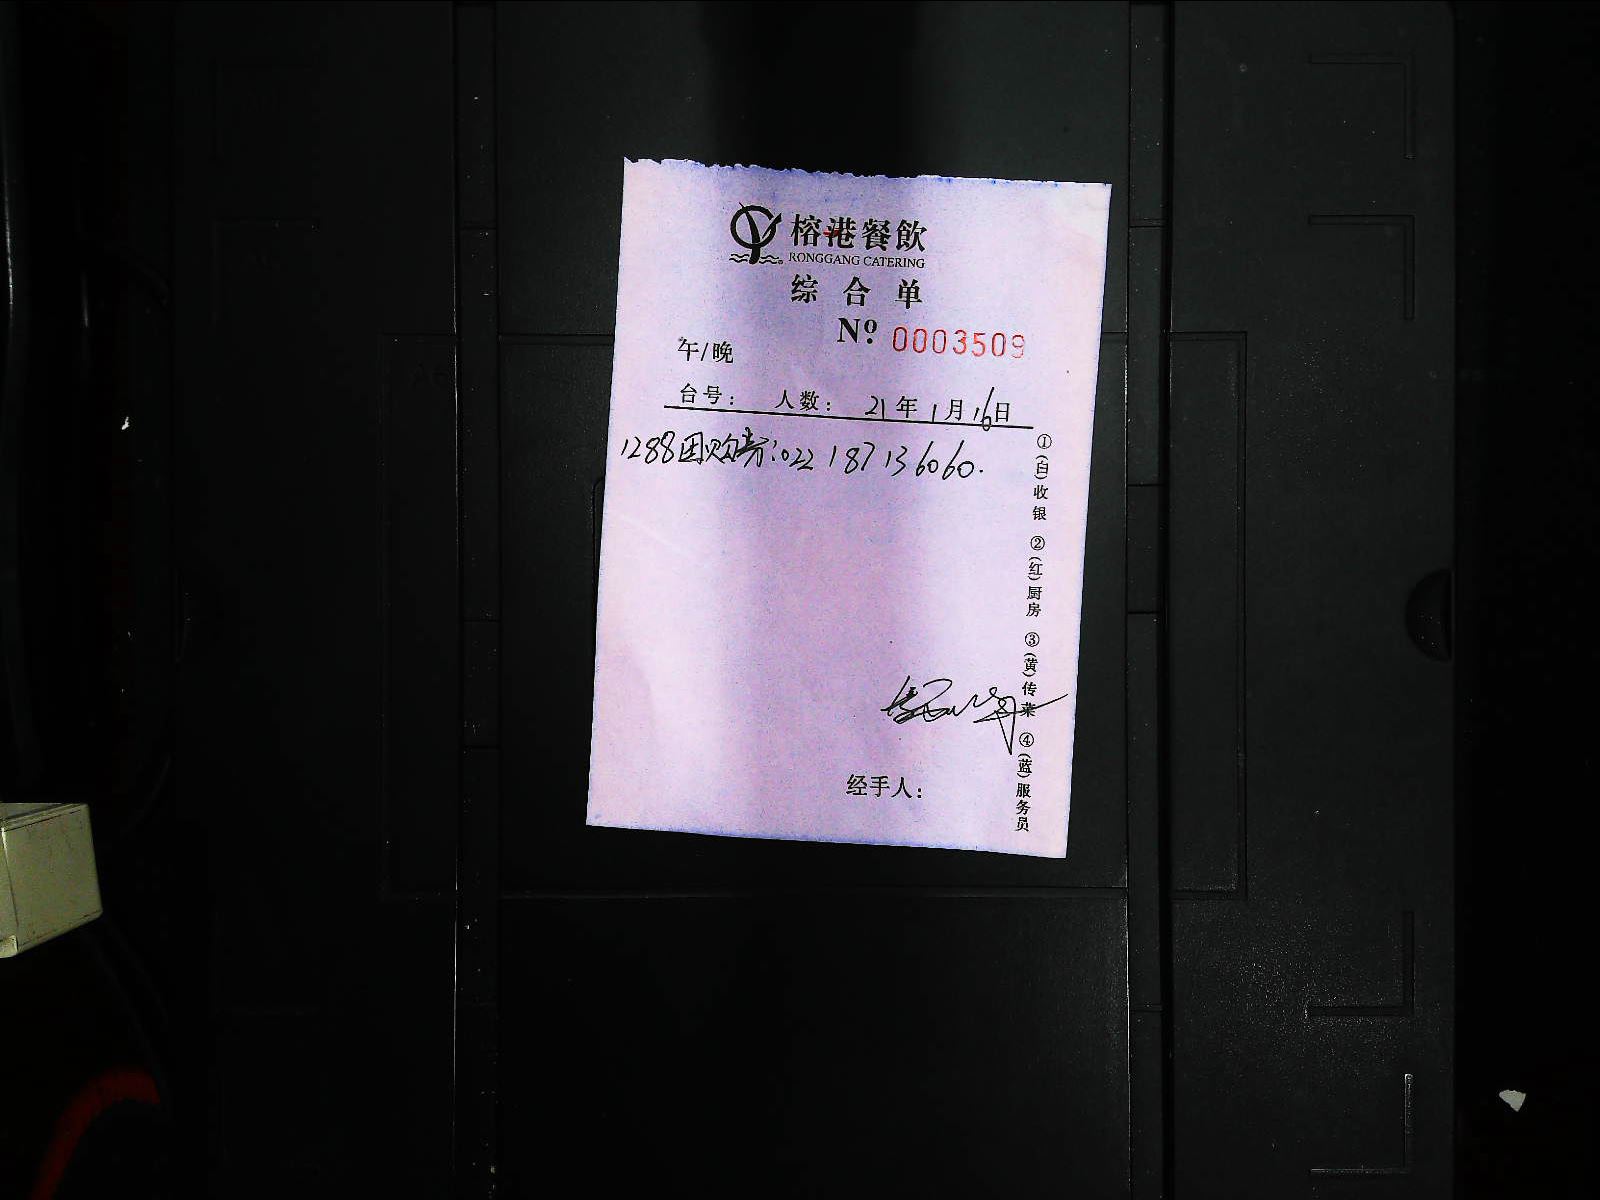 榕港餐飲
RONGGANG CATERING
综合单
Nº 0003509
午/晚
台号: 人数: 21年1月16日
1288团购券:022 1871366060.
经手人:
①(白)收银 ②(红)厨房 ③(黄)传菜 ④(蓝)服务员